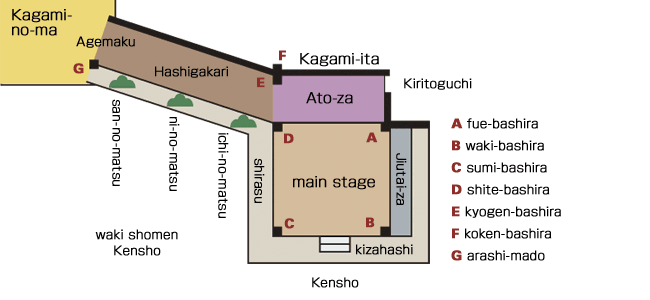 Kagami-
no-ma
Agemaku
G
Hashigakari
E
F
Kagami-ita
Kiritoguchi
Ato-za
D
A
main stage
Jiutai-za
C
B
kizahashi
shirasu
san-no-matsu
ni-no-matsu
ichi-no-matsu
waki shomen
Kensho
Kensho
A fue-bashira
B waki-bashira
C sumi-bashira
D shite-bashira
E kyogen-bashira
F koken-bashira
G arashi-mado